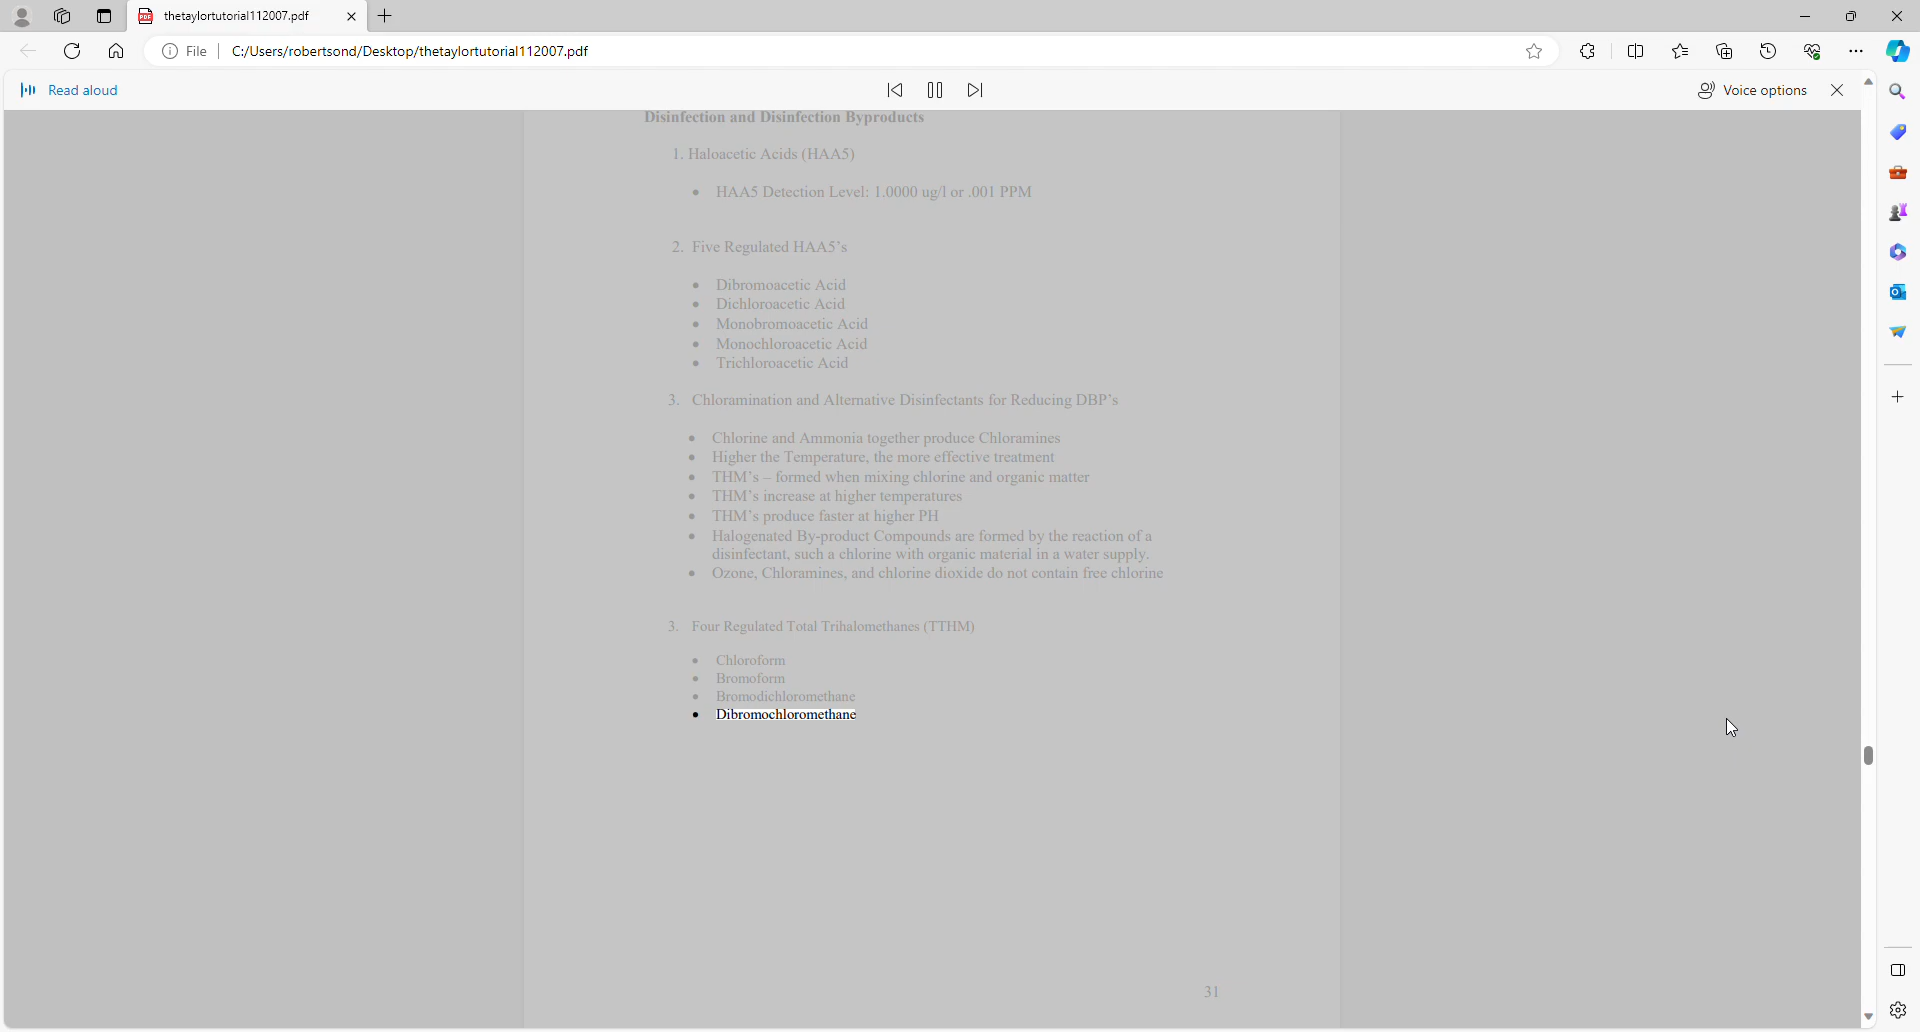 thetaylortutorial112007.pdf
File C:/Users/robertsond/Desktop/thetaylortutorial112007.pdf
Read aloud Voice options
Disinfection and Disinfection Byproducts
1. Haloacetic Acids (HAA5)
• HAA5 Detection Level: 1.0000 ug/l or .001 PPM
2. Five Regulated HAA5's
• Dibromoacetic Acid
• Dichloroacetic Acid
• Monobromoacetic Acid
• Monochloroacetic Acid
• Trichloroacetic Acid
3. Chloramination and Alternative Disinfectants for Reducing DBP's
• Chlorine and Ammonia together produce Chloramines
• Higher the Temperature, the more effective treatment
• THM's – formed when mixing chlorine and organic matter
• THM's increase at higher temperatures
• THM's produce faster at higher PH
• Halogenated By-product Compounds are formed by the reaction of a
disinfectant, such a chlorine with organic material in a water supply.
• Ozone, Chloramines, and chlorine dioxide do not contain free chlorine
3. Four Regulated Total Trihalomethanes (TTHM)
• Chloroform
• Bromoform
• Bromodichloromethane
• Dibromochloromethane
31